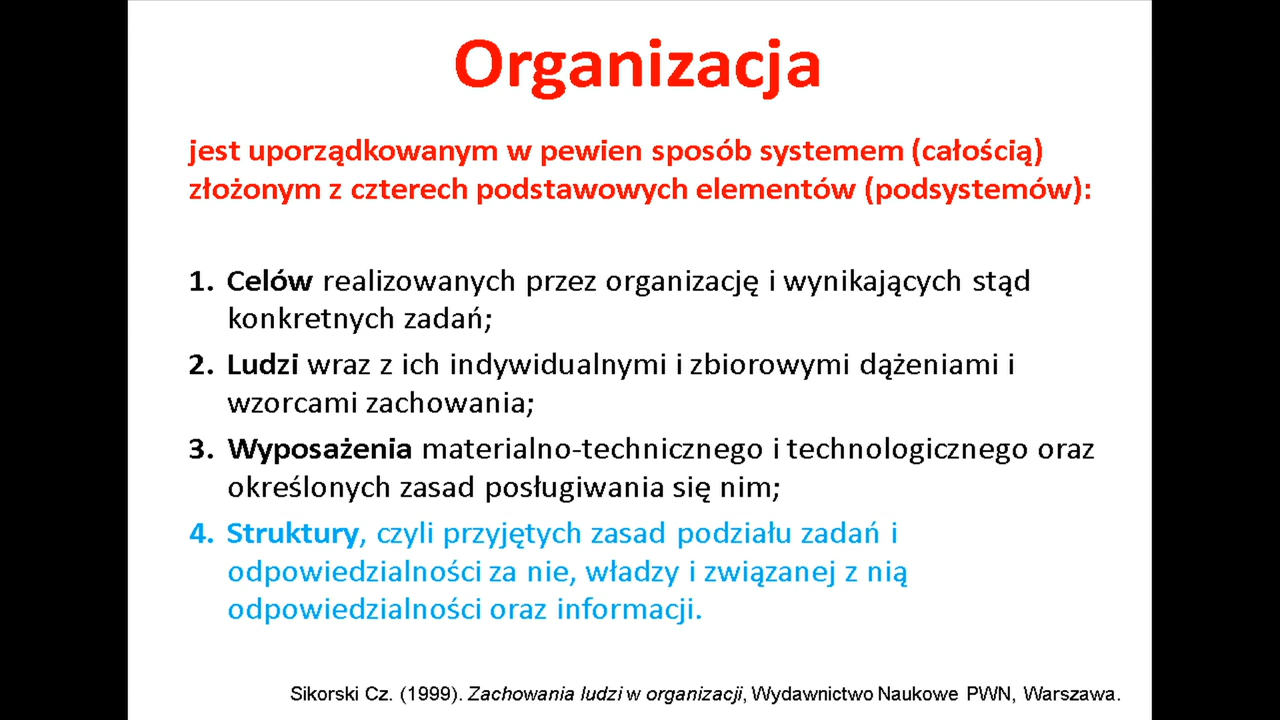 Organizacja
jest uporządkowanym w pewien sposób systemem (całością)
złożonym z czterech podstawowych elementów (podsystemów):
1. Celów realizowanych przez organizację i wynikających stąd
konkretnych zadań;
2. Ludzi wraz z ich indywidualnymi i zbiorowymi dążeniami i
wzorcami zachowania;
3. Wyposażenia materialno-technicznego i technologicznego oraz
określonych zasad posługiwania się nim;
4. Struktury, czyli przyjętych zasad podziału zadań i
odpowiedzialności za nie, władzy i związanej z nią
odpowiedzialności oraz informacji.
Sikorski Cz. (1999). Zachowania ludzi w organizacji, Wydawnictwo Naukowe PWN, Warszawa.